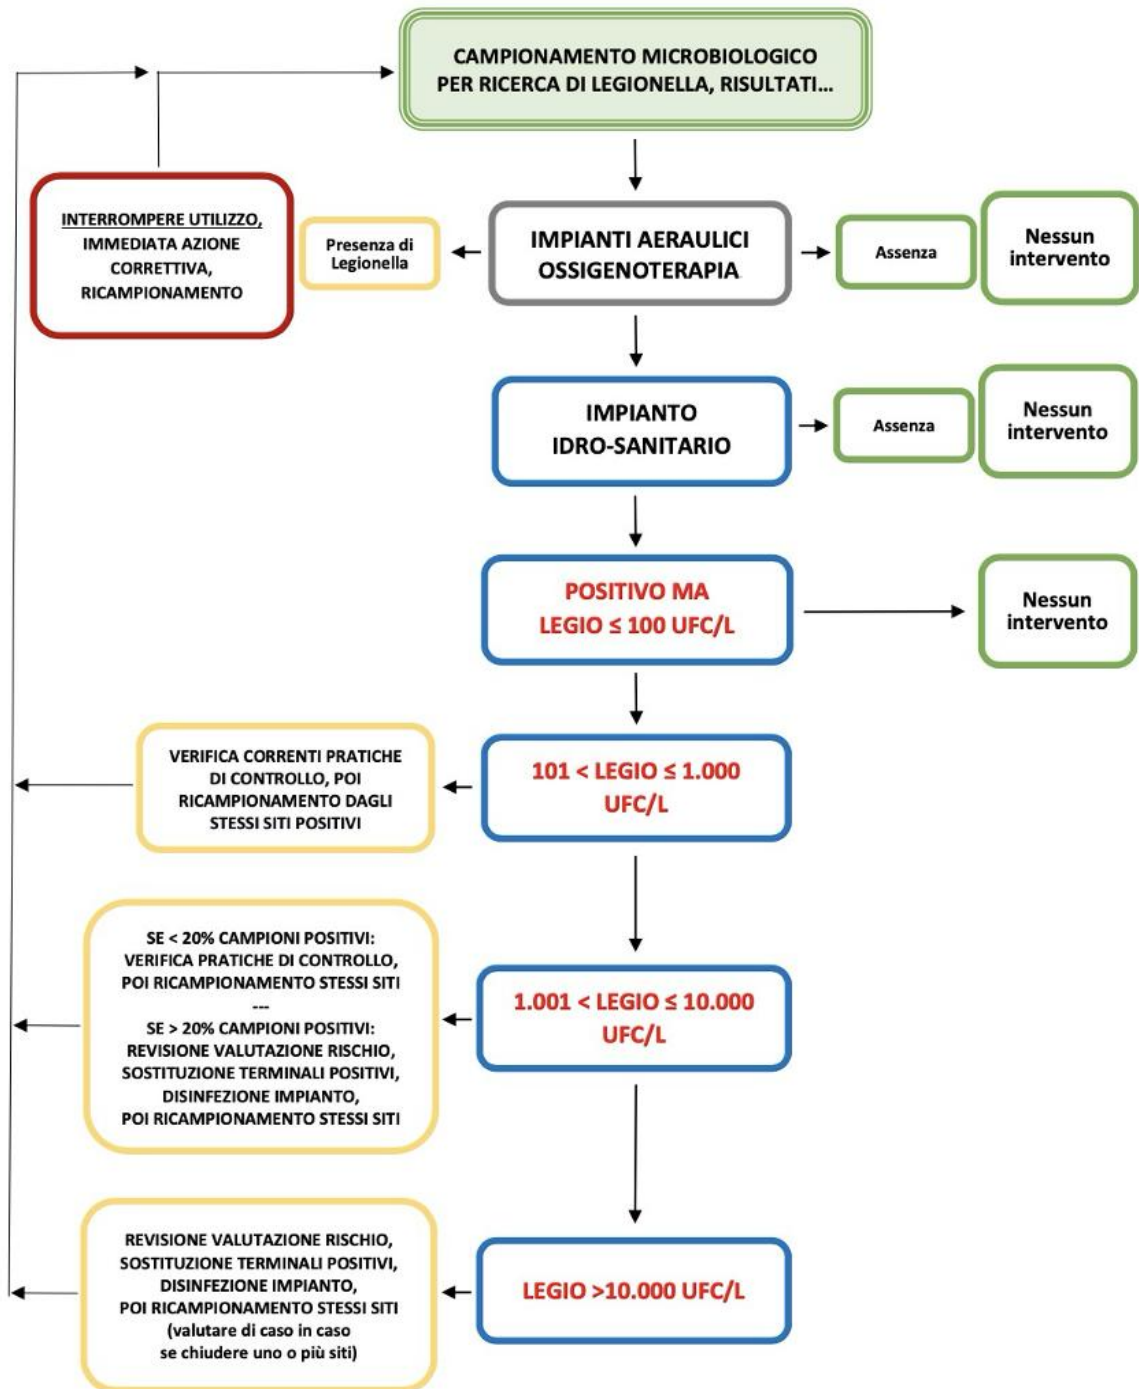 CAMPIONAMENTO MICROBIOLOGICO
PER RICERCA DI LEGIONELLA, RISULTATI...
INTERROMPERE UTILIZZO,
IMMEDIATA AZIONE
CORRETTIVA,
RICAMPIONAMENTO
Presenza di
Legionella
IMPIANTI AERAULICI
OSSIGENOTERAPIA
Assenza
Nessun
intervento
IMPIANTO
IDRO-SANITARIO
Assenza
Nessun
intervento
POSITIVO MA
LEGIO ≤ 100 UFC/L
Nessun
intervento
VERIFICA CORRENTI PRATICHE
DI CONTROLLO, POI
RICAMPIONAMENTO DAGLI
STESSI SITI POSITIVI
101 < LEGIO ≤ 1.000
UFC/L
SE < 20% CAMPIONI POSITIVI:
VERIFICA PRATICHE DI CONTROLLO,
POI RICAMPIONAMENTO STESSI SITI
---
SE > 20% CAMPIONI POSITIVI:
REVISIONE VALUTAZIONE RISCHIO,
SOSTITUZIONE TERMINALI POSITIVI,
DISINFEZIONE IMPIANTO,
POI RICAMPIONAMENTO STESSI SITI
1.001 < LEGIO ≤ 10.000
UFC/L
REVISIONE VALUTAZIONE RISCHIO,
SOSTITUZIONE TERMINALI POSITIVI,
DISINFEZIONE IMPIANTO,
POI RICAMPIONAMENTO STESSI SITI
(valutare di caso in caso
se chiudere uno o più siti)
LEGIO >10.000 UFC/L